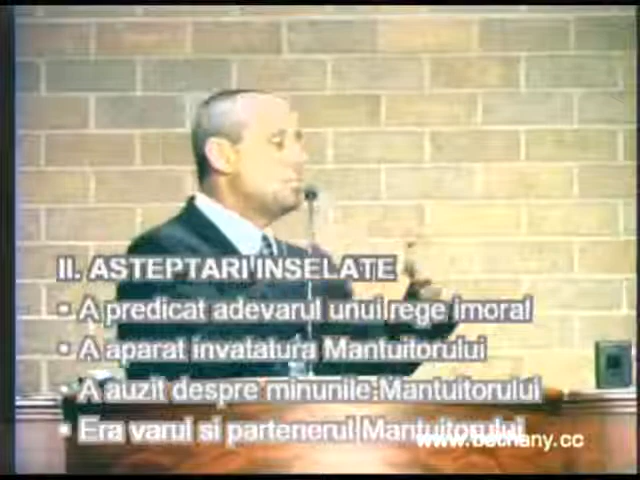 II. ASTEPTARI INSELATE
• A predicat adevarul unui rege imoral
• A aparat invatatura Mantuitorului
• A auzit despre minunile Mantuitorului
• Era varul si partenerul Mantuitorului
www.bethany.cc